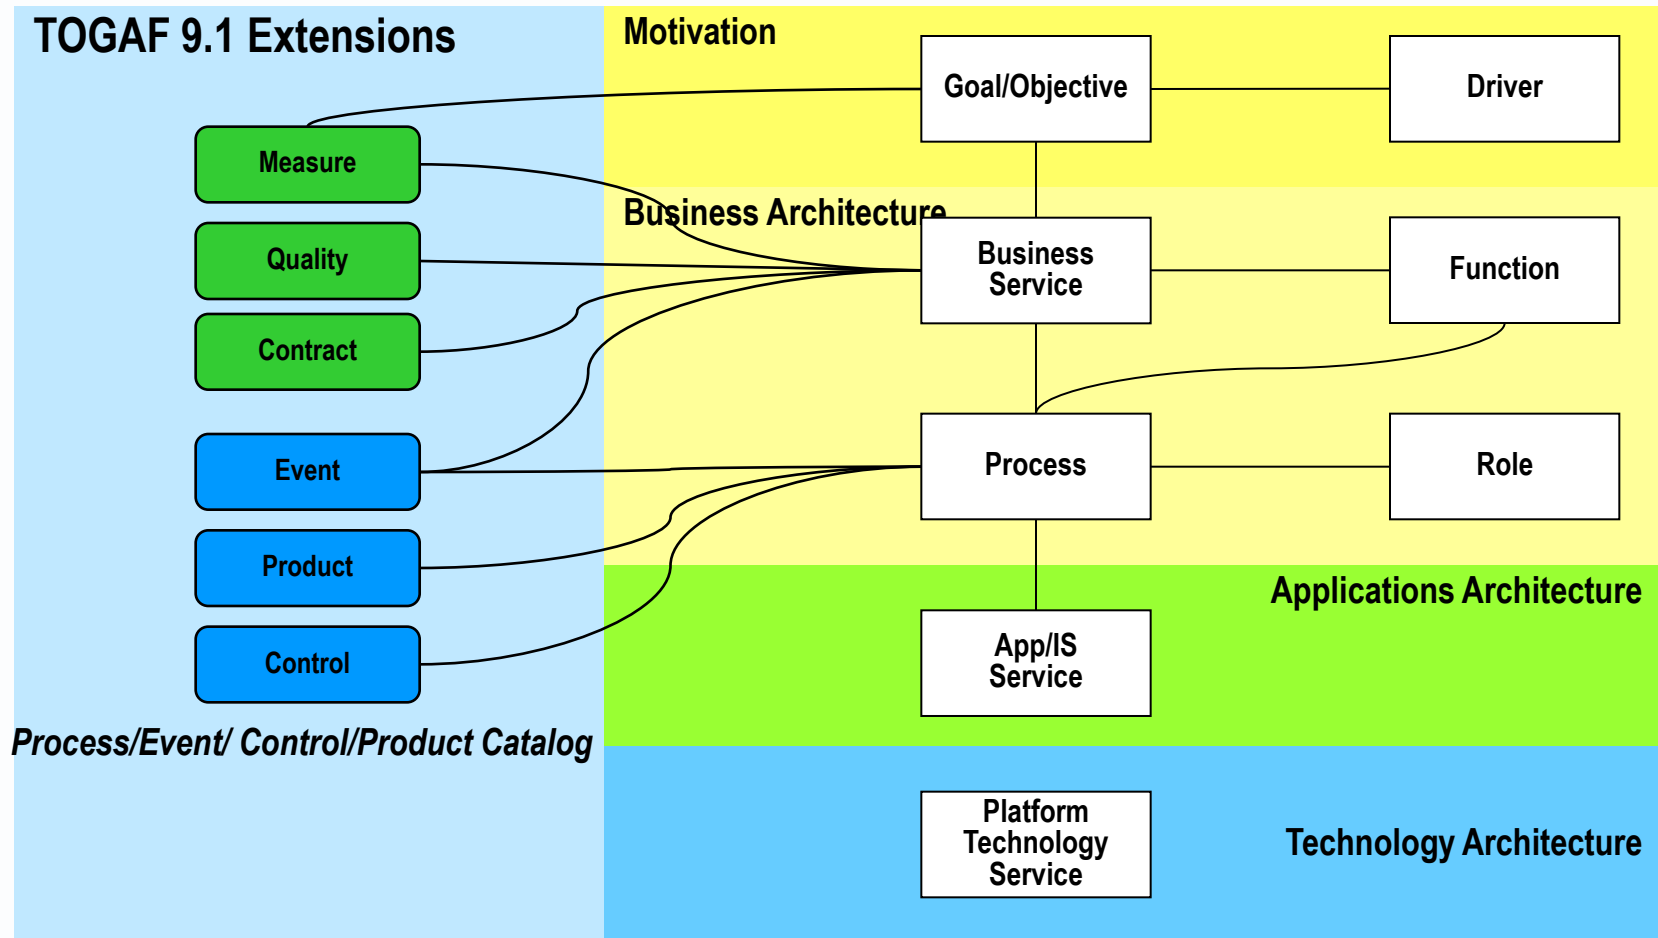 TOGAF 9.1 Extensions
Motivation
Goal/Objective
Driver
Measure
Business Architecture
Quality
Business
Service
Function
Contract
Event
Process
Role
Product
Applications Architecture
Control
App/IS
Service
Process/Event/ Control/Product Catalog
Platform
Technology
Service
Technology Architecture